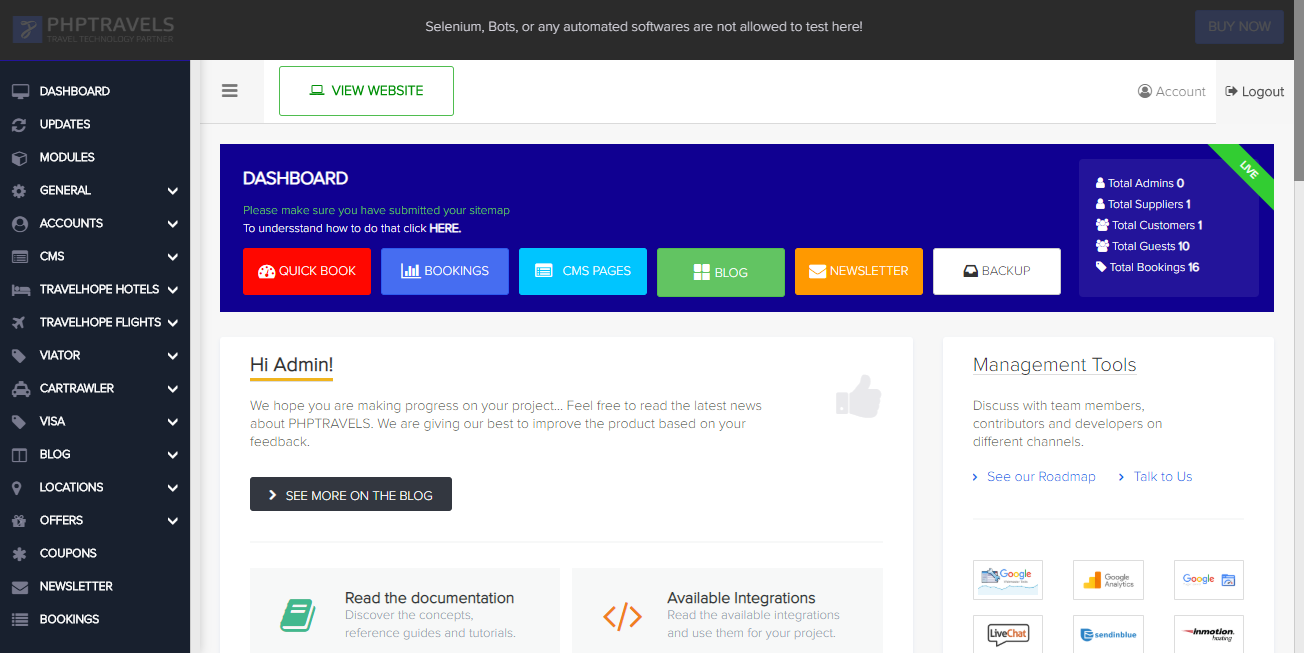 PHPTRAVELS
TRAVEL TECHNOLOGY PARTNER
Selenium, Bots, or any automated softwares are not allowed to test here!
BUY NOW
DASHBOARD
UPDATES
MODULES
GENERAL
ACCOUNTS
CMS
TRAVELHOPE HOTELS
TRAVELHOPE FLIGHTS
VIATOR
CARTRAWLER
VISA
BLOG
LOCATIONS
OFFERS
COUPONS
NEWSLETTER
BOOKINGS
VIEW WEBSITE
Account
Logout
DASHBOARD
Please make sure you have submitted your sitemap
To undersstand how to do that click HERE.
QUICK BOOK
BOOKINGS
CMS PAGES
BLOG
NEWSLETTER
BACKUP
LIVE
Total Admins 0
Total Suppliers 1
Total Customers 1
Total Guests 10
Total Bookings 16
Hi Admin!
We hope you are making progress on your project... Feel free to read the latest news
about PHPTRAVELS. We are giving our best to improve the product based on your
feedback.
SEE MORE ON THE BLOG
Read the documentation
Discover the concepts,
reference guides and tutorials.
Available Integrations
Read the available integrations
and use them for your project.
Management Tools
Discuss with team members,
contributors and developers on
different channels.
See our Roadmap
Talk to Us
Google
Google
Analytics
Google
LiveChat
sendinblue
inmotion
hosting